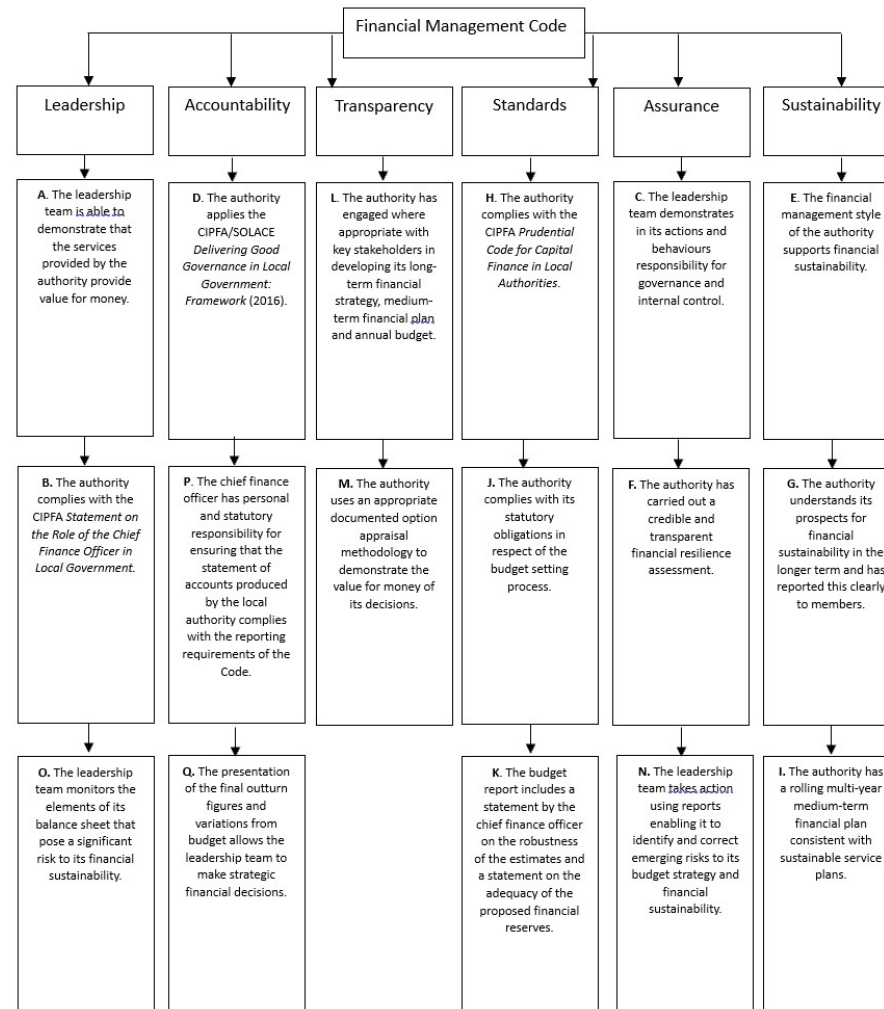 Financial Management Code
Leadership
Accountability
Transparency
Standards
Assurance
Sustainability
A. The leadership
team is able to
demonstrate that
the services
provided by the
authority provide
value for money.
D. The authority
applies the
CIPFA/SOLACE
Delivering Good
Governance in Local
Government:
Framework (2016).
L. The authority has
engaged where
appropriate with
key stakeholders in
developing its long-
term financial
strategy, medium-
term financial plan
and annual budget.
H. The authority
complies with the
CIPFA Prudential
Code for Capital
Finance in Local
Authorities.
C. The leadership
team demonstrates
in its actions and
behaviours
responsibility for
governance and
internal control.
E. The financial
management style
of the authority
supports financial
sustainability.
B. The authority
complies with the
CIPFA Statement on
the Role of the Chief
Finance Officer in
Local Government.
P. The chief finance
officer has personal
and statutory
responsibility for
ensuring that the
statement of
accounts produced
by the local
authority complies
with the reporting
requirements of the
Code.
M. The authority
uses an appropriate
documented option
appraisal
methodology to
demonstrate the
value for money of
its decisions.
J. The authority
complies with its
statutory
obligations in
respect of the
budget setting
process.
F. The authority has
carried out a
credible and
transparent
financial resilience
assessment.
G. The authority
understands its
prospects for
financial
sustainability in the
longer term and has
reported this clearly
to members.
O. The leadership
team monitors the
elements of its
balance sheet that
pose a significant
risk to its financial
sustainability.
Q. The presentation
of the final outturn
figures and
variations from
budget allows the
leadership team to
make strategic
financial decisions.
K. The budget
report includes a
statement by the
chief finance officer
on the robustness
of the estimates and
a statement on the
adequacy of the
proposed financial
reserves.
N. The leadership
team takes action
using reports
enabling it to
identify and correct
emerging risks to its
budget strategy and
financial
sustainability.
I. The authority has
a rolling multi-year
medium-term
financial plan
consistent with
sustainable service
plans.